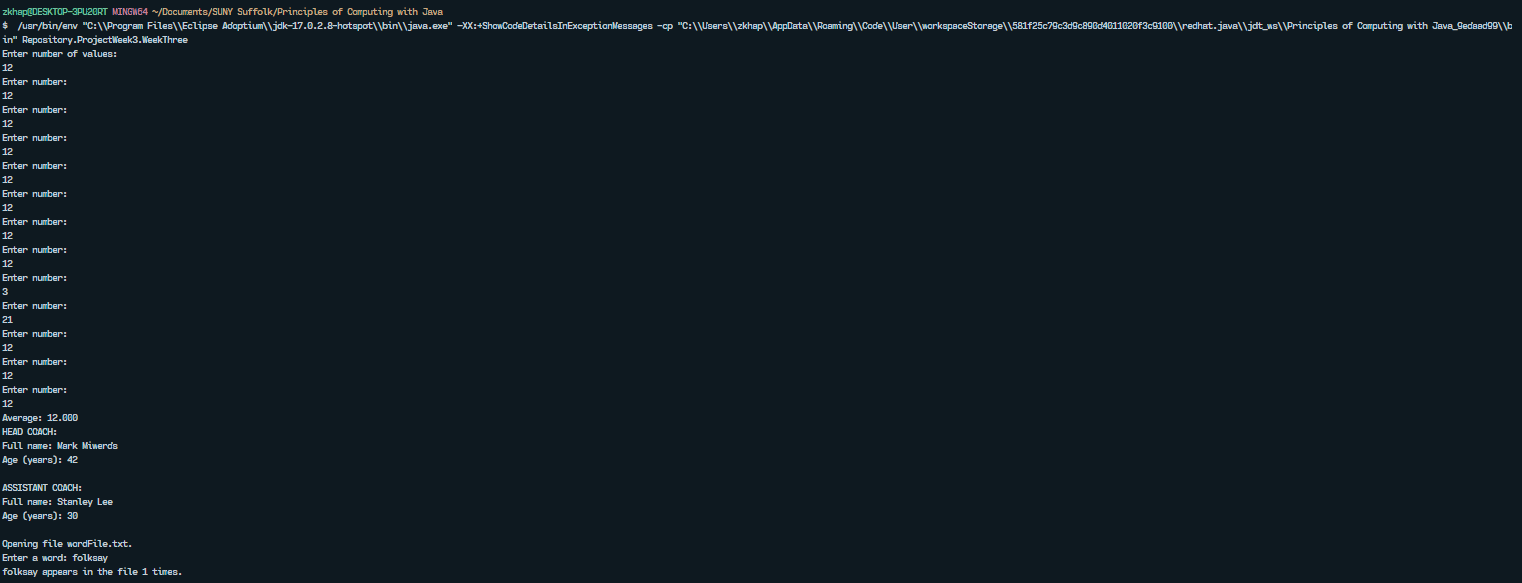 zkhap@DESKTOP-3PU20RT MINGW64 ~/Documents/SUNY Suffolk/Principles of Computing with Java
$  /usr/bin/env "C:\\Program Files\\Eclipse Adoptium\\jdk-17.0.2.8-hotspot\\bin\\java.exe" -XX:+ShowCodeDetailsInExceptionMessages -cp "C:\\Users\\zkhap\\AppData\\Roaming\\Code\\User\\workspaceStorage\\581f25c79c3d9c890d4011020f3c9100\\redhat.java\\jdt_ws\\Principles of Computing with Java_9edaad99\\b
in" Repository.ProjectWeek3.WeekThree
Enter number of values:
12
Enter number:
12
Enter number:
12
Enter number:
12
Enter number:
12
Enter number:
12
Enter number:
12
Enter number:
12
Enter number:
3
Enter number:
21
Enter number:
12
Enter number:
12
Enter number:
12
Average: 12.000
HEAD COACH:
Full name: Mark Miwerds
Age (years): 42
ASSISTANT COACH:
Full name: Stanley Lee
Age (years): 30
Opening file wordFile.txt.
Enter a word: folksay
folksay appears in the file 1 times.